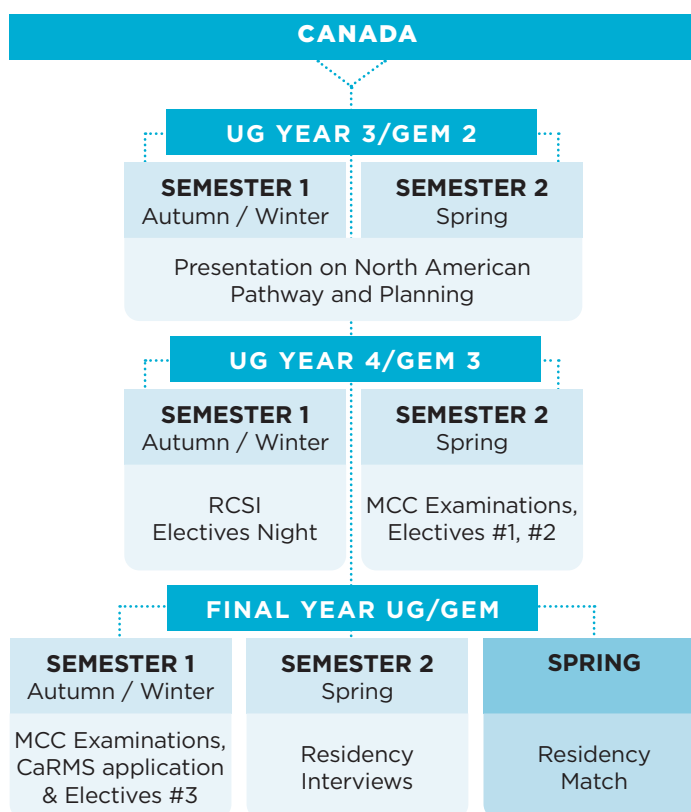 CANADA
UG YEAR 3/GEM 2
SEMESTER 1
Autumn / Winter
SEMESTER 2
Spring
Presentation on North American
Pathway and Planning
UG YEAR 4/GEM 3
SEMESTER 1
Autumn / Winter
RCSI
Electives Night
SEMESTER 2
Spring
MCC Examinations,
Electives #1, #2
FINAL YEAR UG/GEM
SEMESTER 1
Autumn / Winter
MCC Examinations,
CaRMS application
& Electives #3
SEMESTER 2
Spring
Residency
Interviews
SPRING
Residency
Match